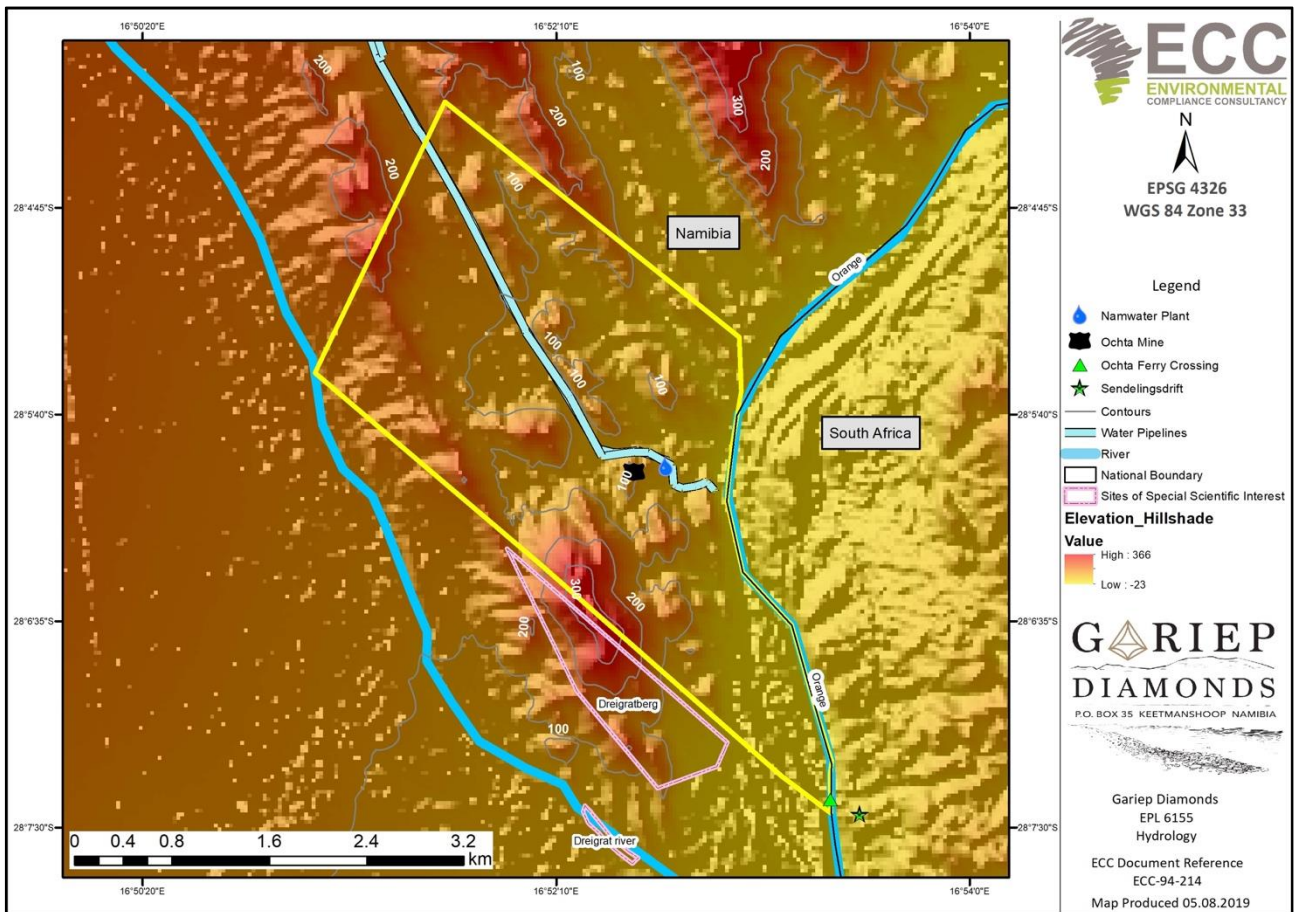 16°50'20"E
16°52'10"E
16°54'0"E
28°4'45"S
28°5'40"S
28°6'35"S
28°7'30"S
28°4'45"S
28°5'40"S
28°6'35"S
28°7'30"S
16°50'20"E
16°52'10"E
16°54'0"E
200
100
200
300
200
200
100
Namibia
Orange
100
100
100
South Africa
100
300
200
200
Orange
Dreigratberg
100
Dreigrat river
0 0.4 0.8 1.6 2.4 3.2
km
ECC
ENVIRONMENTAL
COMPLIANCE CONSULTANCY
N
EPSG 4326
WGS 84 Zone 33
Legend
Namwater Plant
Ochta Mine
Ochta Ferry Crossing
Sendelingsdrift
Contours
Water Pipelines
River
National Boundary
Sites of Special Scientific Interest
Elevation_Hillshade
Value
High : 366
Low : -23
GARIEP
DIAMONDS
P.O. BOX 35 KEETMANSHOOP NAMIBIA
Gariep Diamonds
EPL 6155
Hydrology
ECC Document Reference
ECC-94-214
Map Produced 05.08.2019